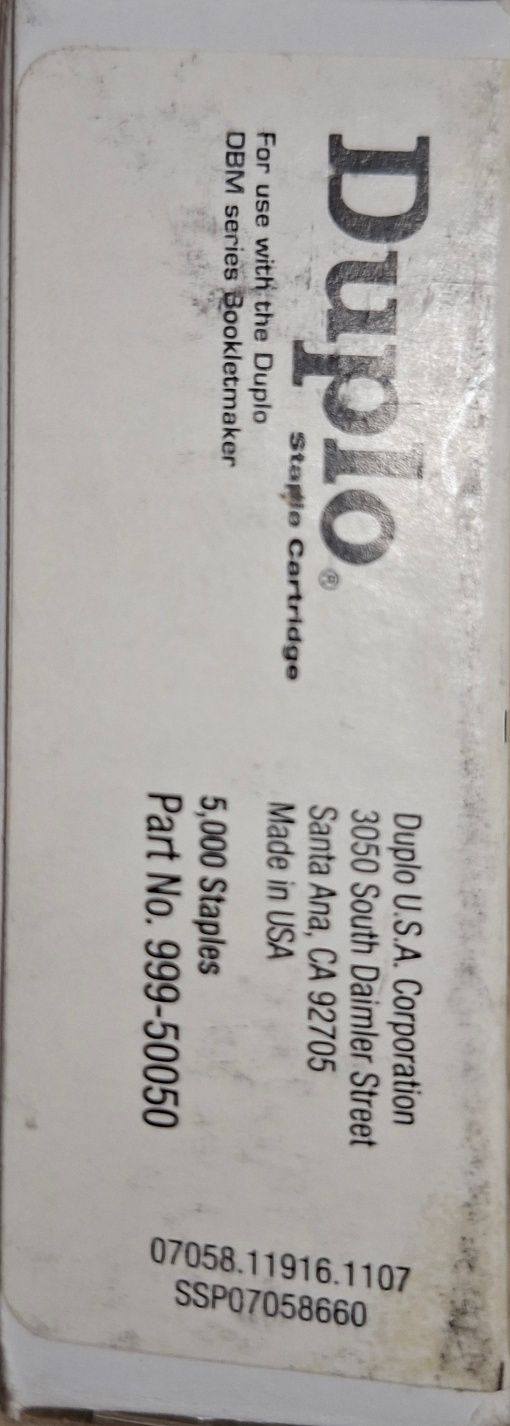 Duplo®
Staple Cartridge
For use with the Duplo
DBM series Bookletmaker
Duplo U.S.A. Corporation
3050 South Daimler Street
Santa Ana, CA 92705
Made in USA
5,000 Staples
Part No. 999-50050
07058.11916.1107
SSP07058660